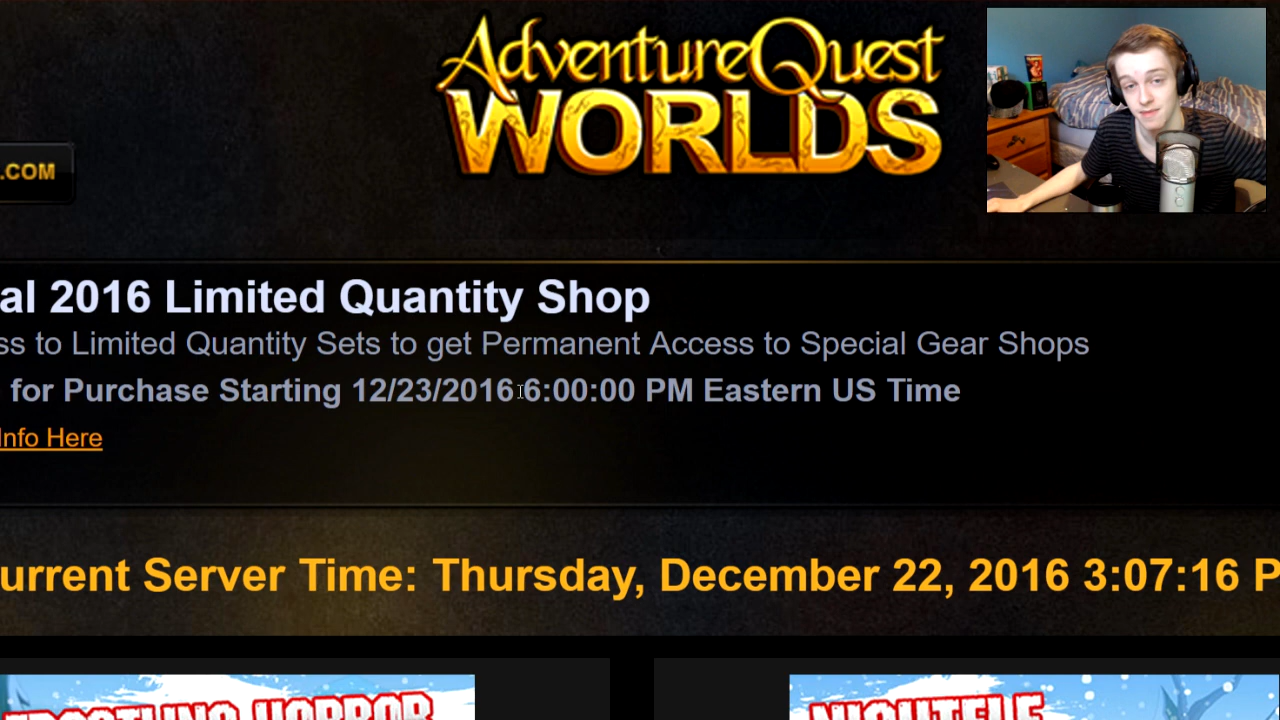 AdventureQuest
WORLDS
.COM
al 2016 Limited Quantity Shop
ss to Limited Quantity Sets to get Permanent Access to Special Gear Shops
for Purchase Starting 12/23/2016 6:00:00 PM Eastern US Time
Info Here
urrent Server Time: Thursday, December 22, 2016 3:07:16 P